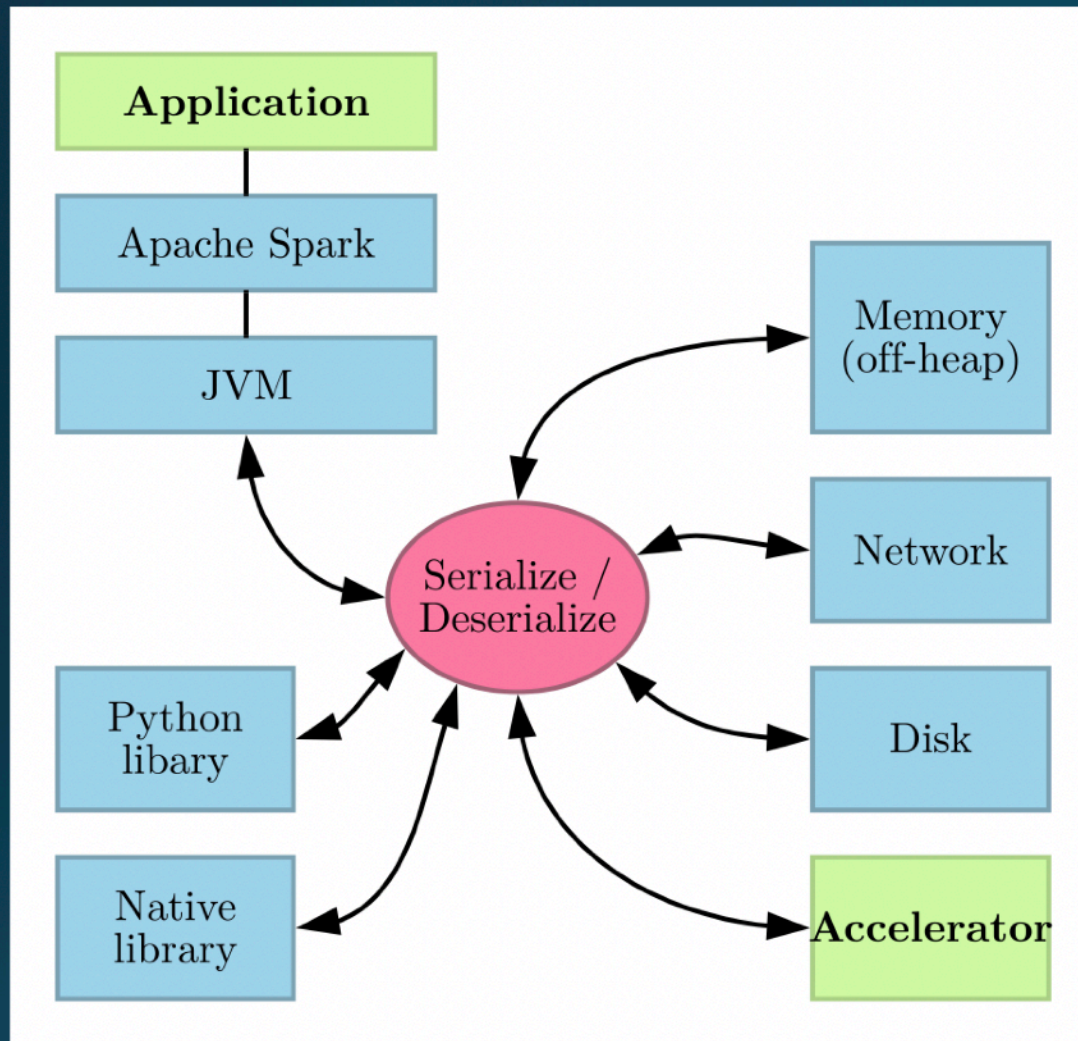 Application
Apache Spark
JVM
Memory
(off-heap)
Serialize /
Deserialize
Network
Python
libary
Disk
Native
library
Accelerator